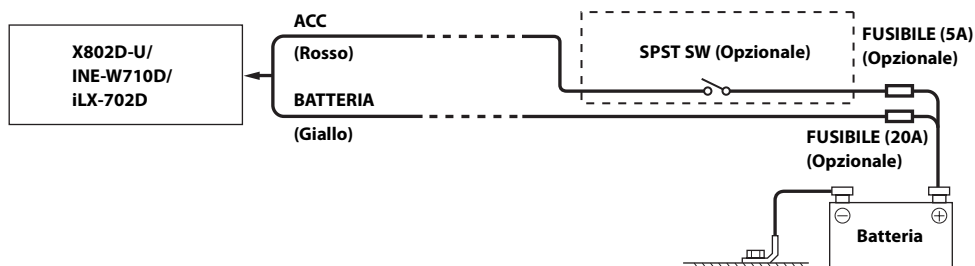 X802D-U/
INE-W710D/
iLX-702D
ACC
(Rosso)
BATTERIA
(Giallo)
SPST SW (Opzionale)
FUSIBILE (5A)
(Opzionale)
FUSIBILE (20A)
(Opzionale)
Batteria